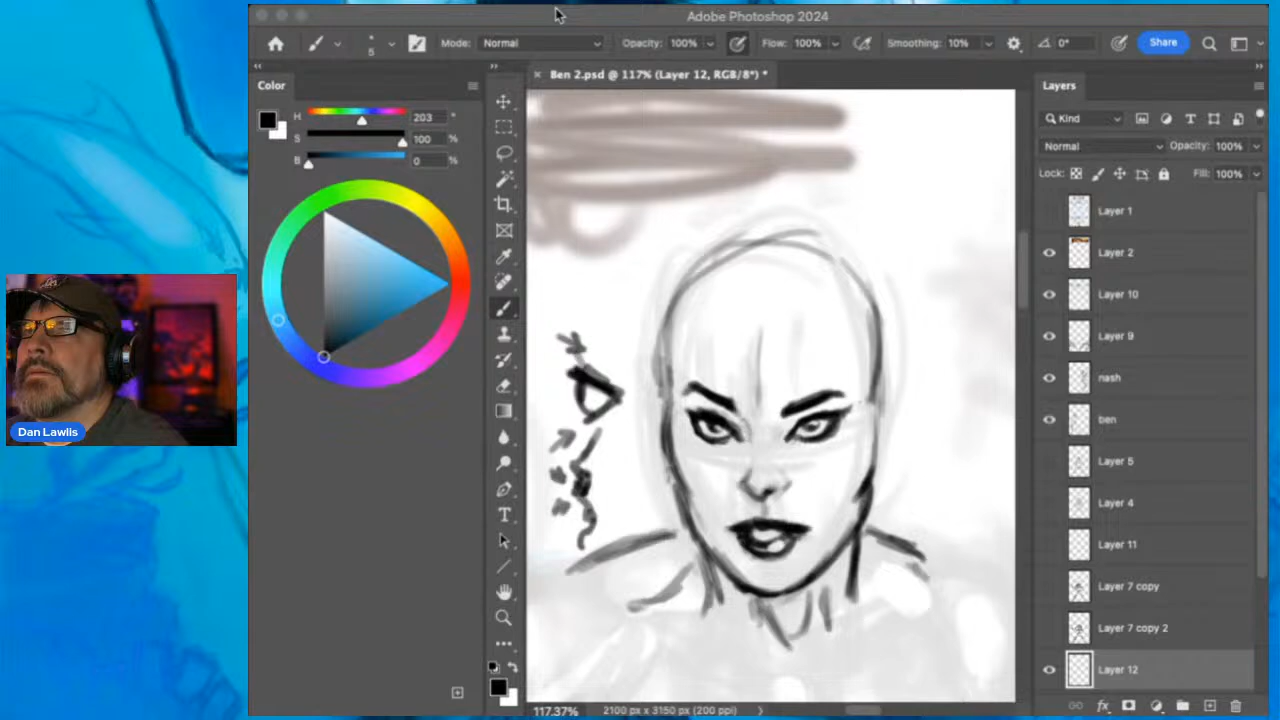 Adobe Photoshop 2024
5
Mode: Normal
Opacity: 100%
Flow: 100%
Smoothing: 10%
0°
Share
Color
Ben 2.psd @ 117% (Layer 12, RGB/8*) *
Layers
H 203 °
S 100 %
B 0 %
Kind
Normal
Opacity: 100%
Lock:
Fill: 100%
Layer 1
Layer 2
Layer 10
Layer 9
nash
ben
Layer 5
Layer 4
Layer 11
Layer 7 copy
Layer 7 copy 2
Layer 12
Dan Lawlis
117.37%
2100 px x 3150 px (200 ppi)